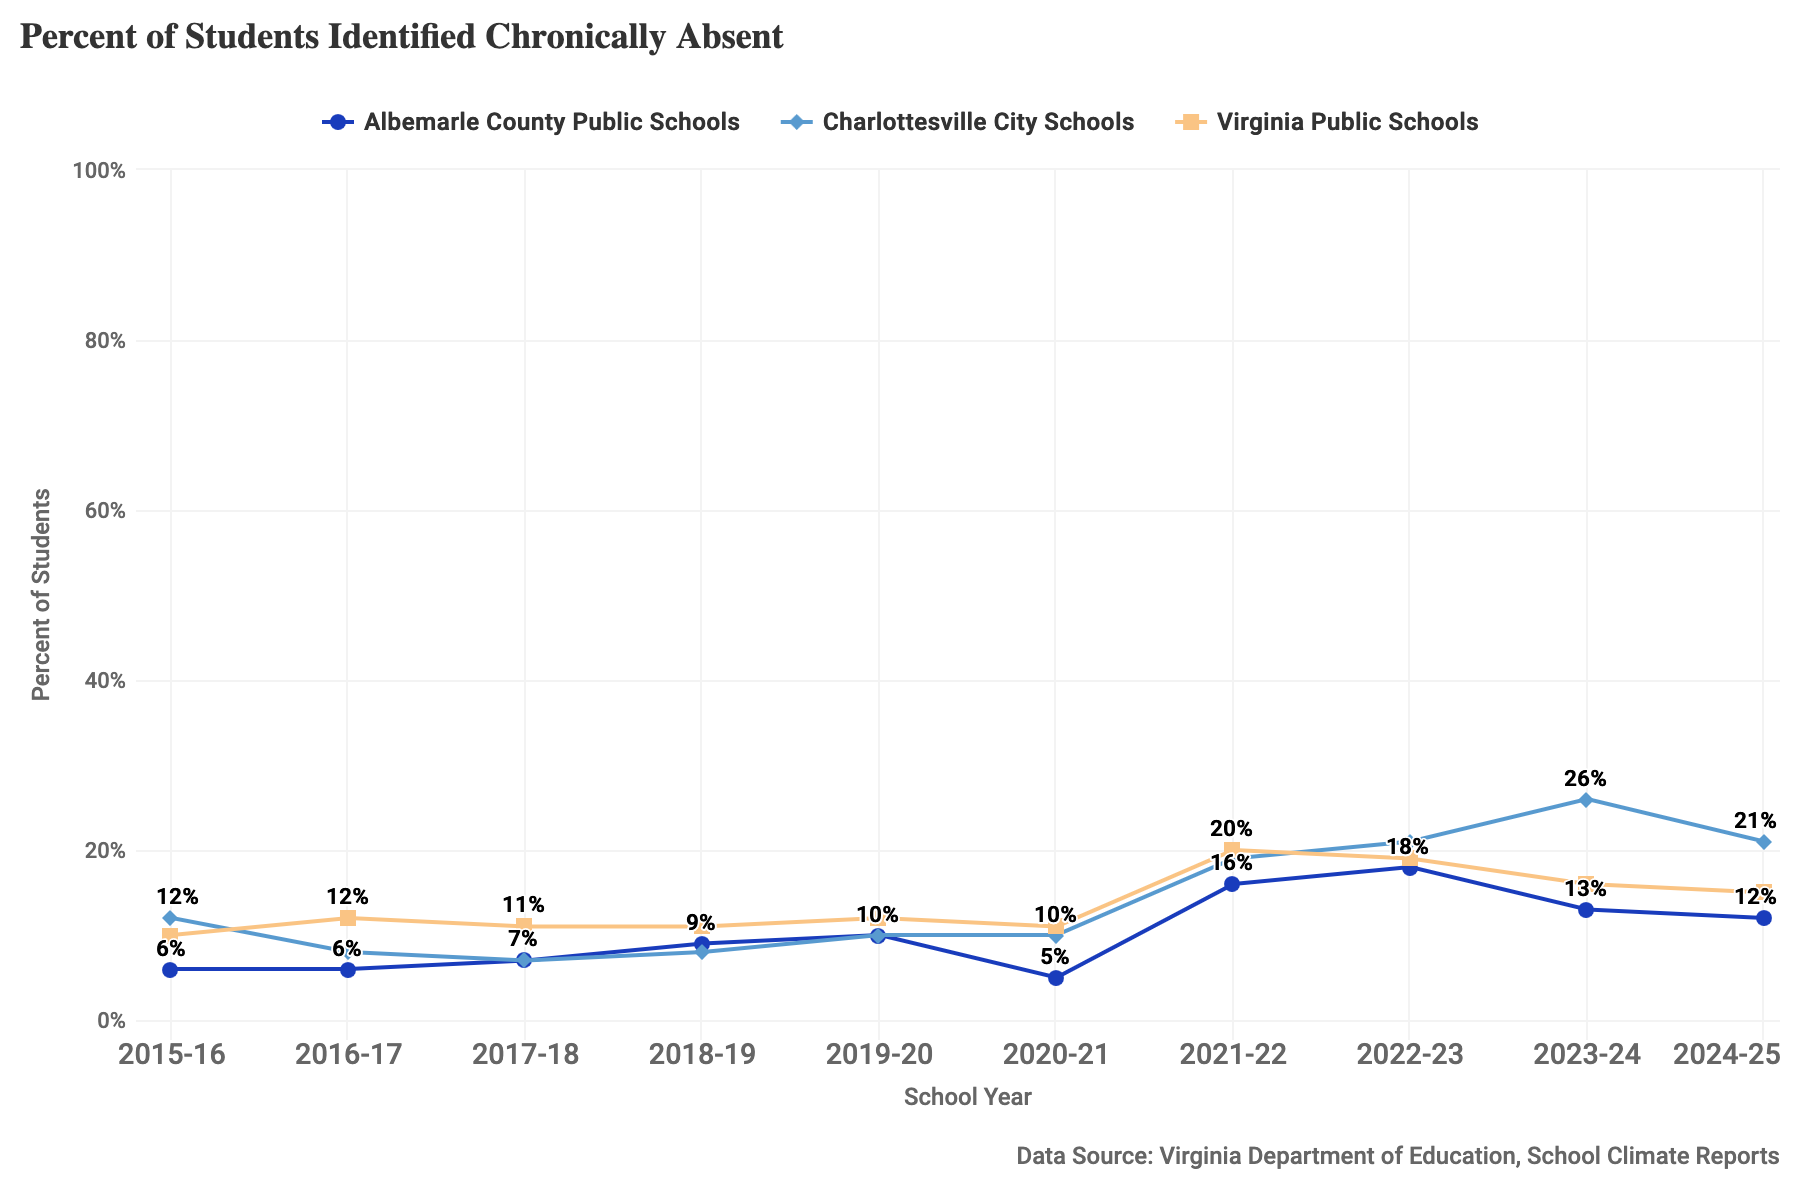 Percent of Students Identified Chronically Absent
Albemarle County Public Schools Charlottesville City Schools Virginia Public Schools
100%
80%
60%
40%
20%
0%
Percent of Students
12% 12% 11% 9% 10% 10% 20% 18% 26% 21%
6% 6% 7% 5% 16% 13% 12%
2015-16 2016-17 2017-18 2018-19 2019-20 2020-21 2021-22 2022-23 2023-24 2024-25
School Year
Data Source: Virginia Department of Education, School Climate Reports